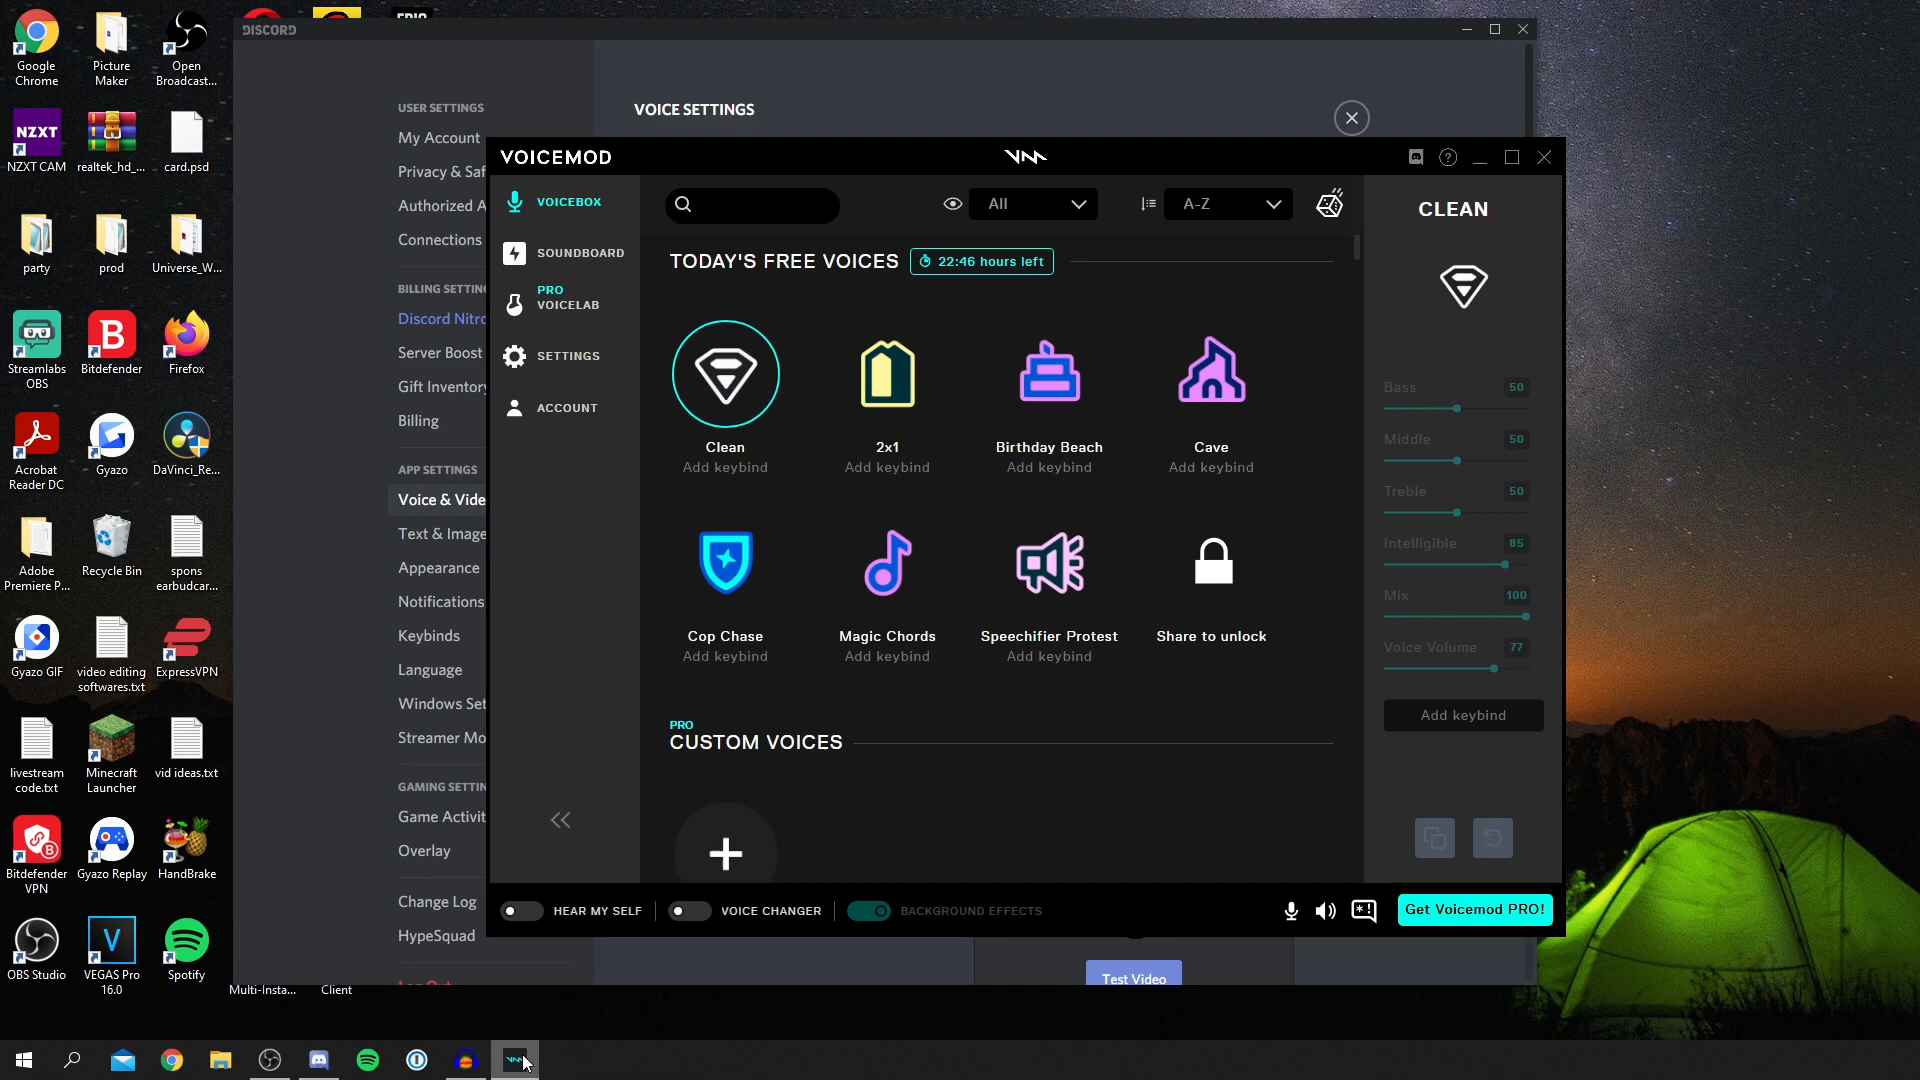 Google
Chrome
Picture
Maker
Open
Broadcast...
NZXT
NZXT CAM
realtek_hd_...
card.psd
party
prod
Universe_W...
Streamlabs
OBS
Bitdefender
Firefox
Acrobat
Reader DC
Gyazo
DaVinci_Re...
Adobe
Premiere P...
Recycle Bin
spons
earbudcar...
Gyazo GIF
video editing
softwares.txt
ExpressVPN
livestream
code.txt
Minecraft
Launcher
vid ideas.txt
Bitdefender
VPN
Gyazo Replay
HandBrake
OBS Studio
VEGAS Pro
16.0
Spotify
Multi-Insta...
Client
DISCORD
USER SETTINGS
My Account
Privacy & Saf
Authorized A
Connections
BILLING SETTIN
Discord Nitro
Server Boost
Gift Inventory
Billing
APP SETTINGS
Voice & Vide
Text & Image
Appearance
Notifications
Keybinds
Language
Windows Set
Streamer Mo
GAMING SETTIN
Game Activit
Overlay
Change Log
HypeSquad
VOICE SETTINGS
Test Video
VOICEMOD
VOICEBOX
SOUNDBOARD
PRO
VOICELAB
SETTINGS
ACCOUNT
All
A-Z
TODAY'S FREE VOICES
22:46 hours left
Clean
Add keybind
2x1
Add keybind
Birthday Beach
Add keybind
Cave
Add keybind
Cop Chase
Add keybind
Magic Chords
Add keybind
Speechifier Protest
Add keybind
Share to unlock
PRO
CUSTOM VOICES
CLEAN
Bass 50
Middle 50
Treble 50
Intelligible 85
Mix 100
Voice Volume 77
Add keybind
HEAR MY SELF
VOICE CHANGER
BACKGROUND EFFECTS
Get Voicemod PRO!